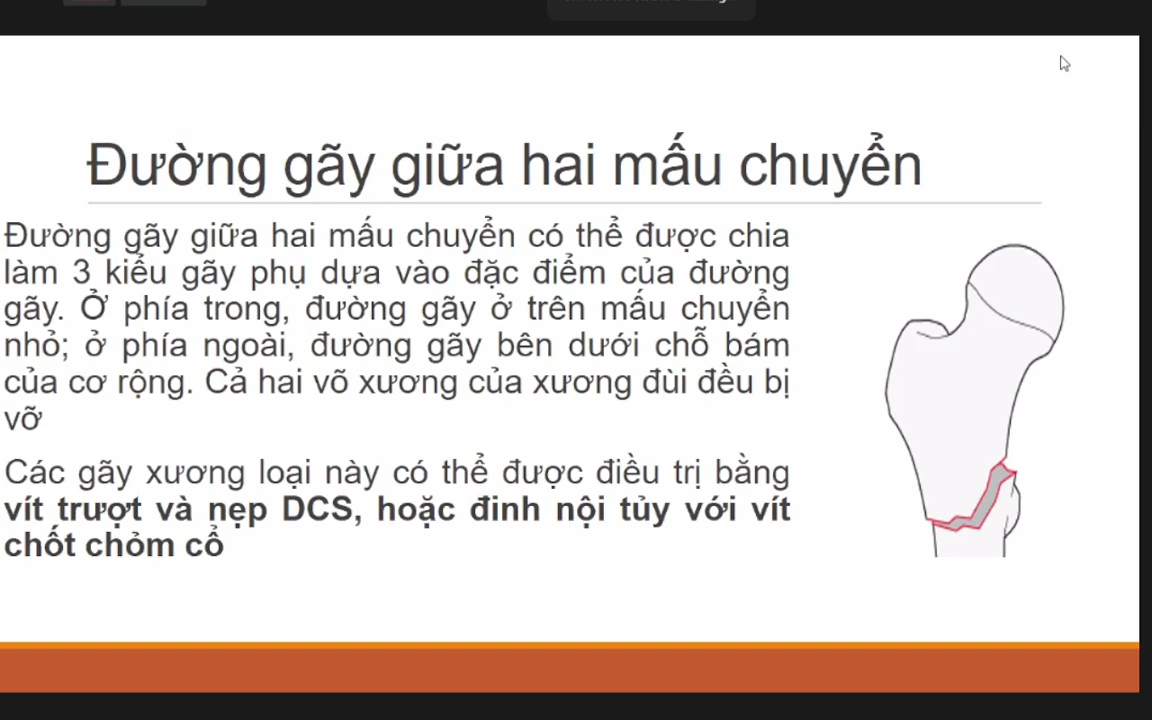 Đường gãy giữa hai mấu chuyển
Đường gãy giữa hai mấu chuyển có thể được chia
làm 3 kiểu gãy phụ dựa vào đặc điểm của đường
gãy. Ở phía trong, đường gãy ở trên mấu chuyển
nhỏ; ở phía ngoài, đường gãy bên dưới chỗ bám
của cơ rộng. Cả hai võ xương của xương đùi đều bị
vỡ
Các gãy xương loại này có thể được điều trị bằng
vít trượt và nẹp DCS, hoặc đinh nội tủy với vít
chốt chỏm cổ